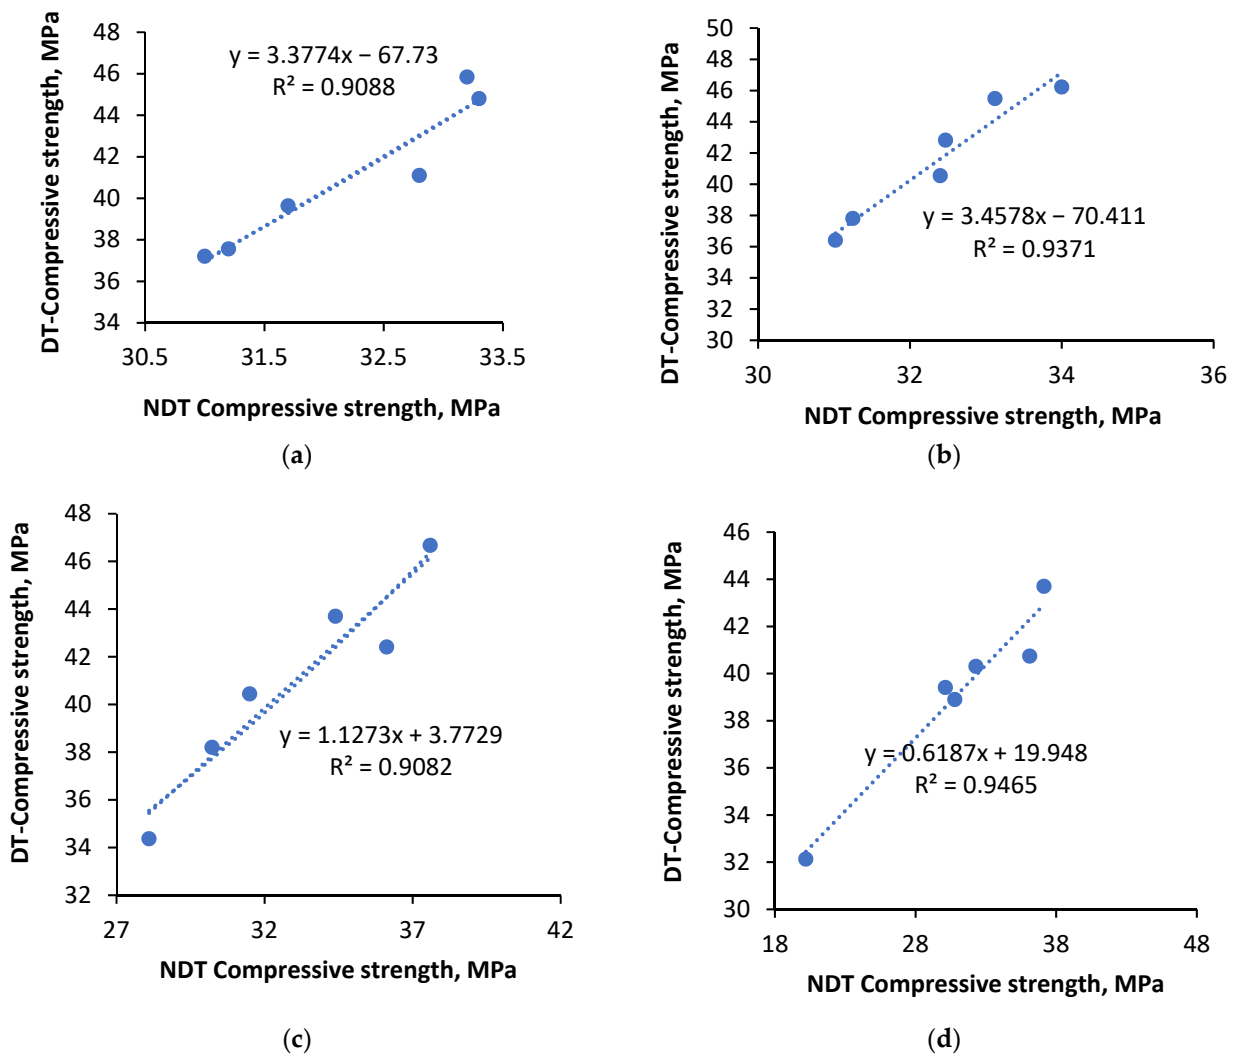 DT-Compressive strength, MPa
48
46
44
42
40
38
36
34
y = 3.3774x − 67.73
R² = 0.9088
30.5 31.5 32.5 33.5
NDT Compressive strength, MPa
(a)
DT-Compressive strength, MPa
50
48
46
44
42
40
38
36
34
32
30
y = 3.4578x − 70.411
R² = 0.9371
30 32 34 36
NDT Compressive strength, MPa
(b)
DT-Compressive strength, MPa
48
46
44
42
40
38
36
34
32
y = 1.1273x + 3.7729
R² = 0.9082
27 32 37 42
NDT Compressive strength, MPa
(c)
DT-Compressive strength, MPa
46
44
42
40
38
36
34
32
30
y = 0.6187x + 19.948
R² = 0.9465
18 28 38 48
NDT Compressive strength, MPa
(d)